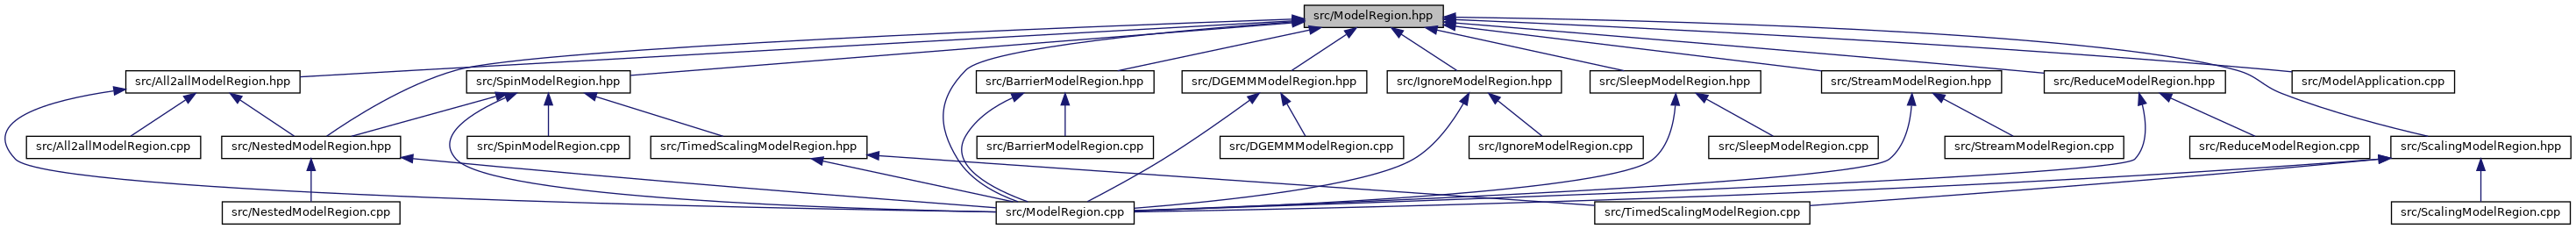 src/ModelRegion.hpp
src/All2allModelRegion.hpp
src/SpinModelRegion.hpp
src/BarrierModelRegion.hpp
src/DGEMMModelRegion.hpp
src/IgnoreModelRegion.hpp
src/SleepModelRegion.hpp
src/StreamModelRegion.hpp
src/ReduceModelRegion.hpp
src/ModelApplication.cpp
src/All2allModelRegion.cpp
src/NestedModelRegion.hpp
src/SpinModelRegion.cpp
src/TimedScalingModelRegion.hpp
src/BarrierModelRegion.cpp
src/DGEMMModelRegion.cpp
src/IgnoreModelRegion.cpp
src/SleepModelRegion.cpp
src/StreamModelRegion.cpp
src/ReduceModelRegion.cpp
src/ScalingModelRegion.hpp
src/NestedModelRegion.cpp
src/ModelRegion.cpp
src/TimedScalingModelRegion.cpp
src/ScalingModelRegion.cpp